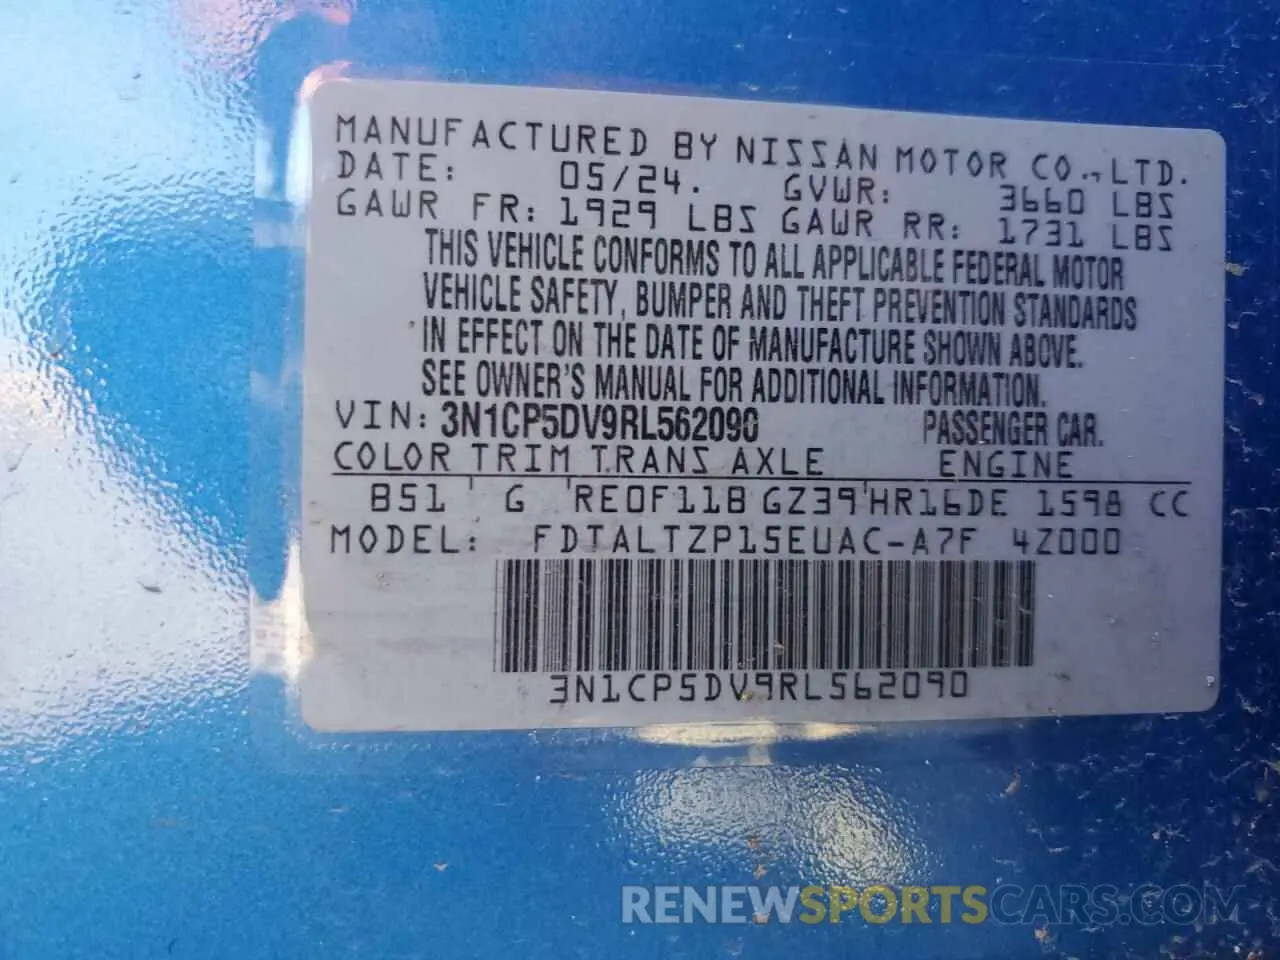 MANUFACTURED BY NISSAN MOTOR CO.,LTD.
DATE: 05/24. GVWR: 3660 LBS
GAWR FR: 1929 LBS GAWR RR: 1731 LBS
THIS VEHICLE CONFORMS TO ALL APPLICABLE FEDERAL MOTOR
VEHICLE SAFETY, BUMPER AND THEFT PREVENTION STANDARDS
IN EFFECT ON THE DATE OF MANUFACTURE SHOWN ABOVE.
SEE OWNER'S MANUAL FOR ADDITIONAL INFORMATION.
VIN: 3N1CP5DV9RL562090 PASSENGER CAR.
COLOR TRIM TRANS AXLE ENGINE
B51 G RE0F11B GZ39 HR16DE 1598 CC
MODEL: FDTALTZP15EUAC-A7F 4Z000
3N1CP5DV9RL562090
RENEWSPORTSCARS.COM